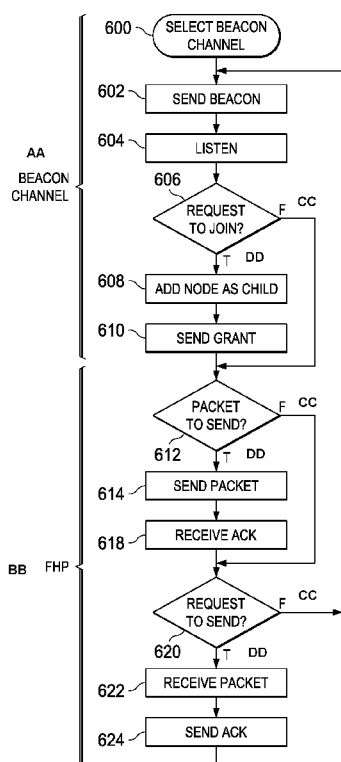 600
SELECT BEACON
CHANNEL
602
SEND BEACON
604
LISTEN
AA
BEACON
CHANNEL
606
REQUEST
TO JOIN?
F
CC
T
DD
608
ADD NODE AS CHILD
610
SEND GRANT
PACKET
TO SEND?
F
CC
612
T
DD
614
SEND PACKET
618
RECEIVE ACK
BB
FHP
REQUEST
TO SEND?
F
CC
620
T
DD
622
RECEIVE PACKET
624
SEND ACK